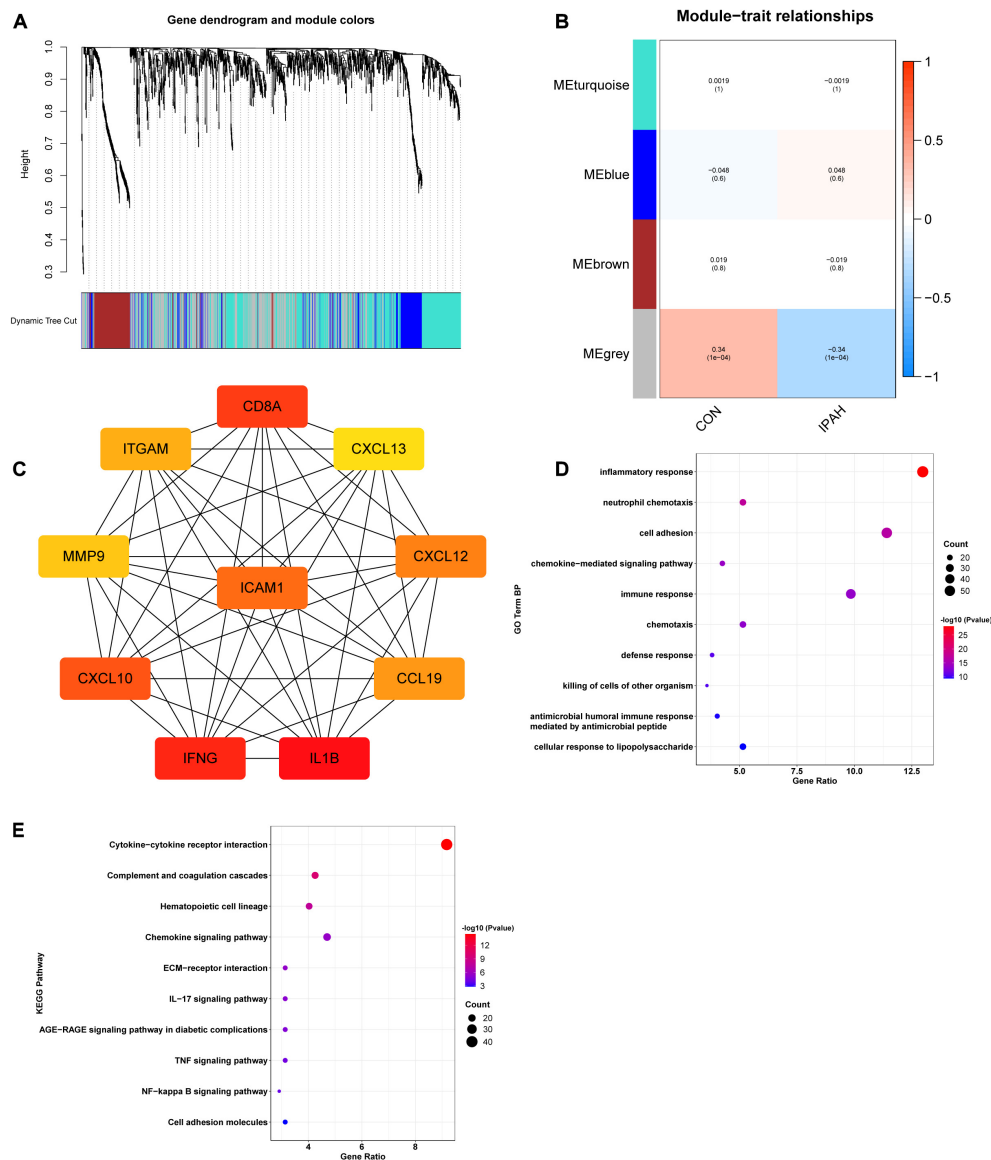 A
Gene dendrogram and module colors
Height
1.0
0.9
0.8
0.7
0.6
0.5
0.4
0.3
Dynamic Tree Cut
B
Module−trait relationships
MEturquoise
0.0019
(1)
−0.0019
(1)
MEblue
−0.048
(0.6)
0.048
(0.6)
MEbrown
0.019
(0.8)
−0.019
(0.8)
MEgrey
0.34
(1e−04)
−0.34
(1e−04)
CON
IPAH
1
0.5
0
−0.5
−1
C
CD8A
ITGAM
CXCL13
MMP9
CXCL12
ICAM1
CXCL10
CCL19
IFNG
IL1B
D
GO Term BP
inflammatory response
neutrophil chemotaxis
cell adhesion
chemokine−mediated signaling pathway
immune response
chemotaxis
defense response
killing of cells of other organism
antimicrobial humoral immune response
mediated by antimicrobial peptide
cellular response to lipopolysaccharide
5.0
7.5
10.0
12.5
Gene Ratio
Count
20
30
40
50
-log10 (Pvalue)
25
20
15
10
E
KEGG Pathway
Cytokine−cytokine receptor interaction
Complement and coagulation cascades
Hematopoietic cell lineage
Chemokine signaling pathway
ECM−receptor interaction
IL−17 signaling pathway
AGE−RAGE signaling pathway in diabetic complications
TNF signaling pathway
NF−kappa B signaling pathway
Cell adhesion molecules
4
6
8
Gene Ratio
-log10 (Pvalue)
12
9
6
3
Count
20
30
40